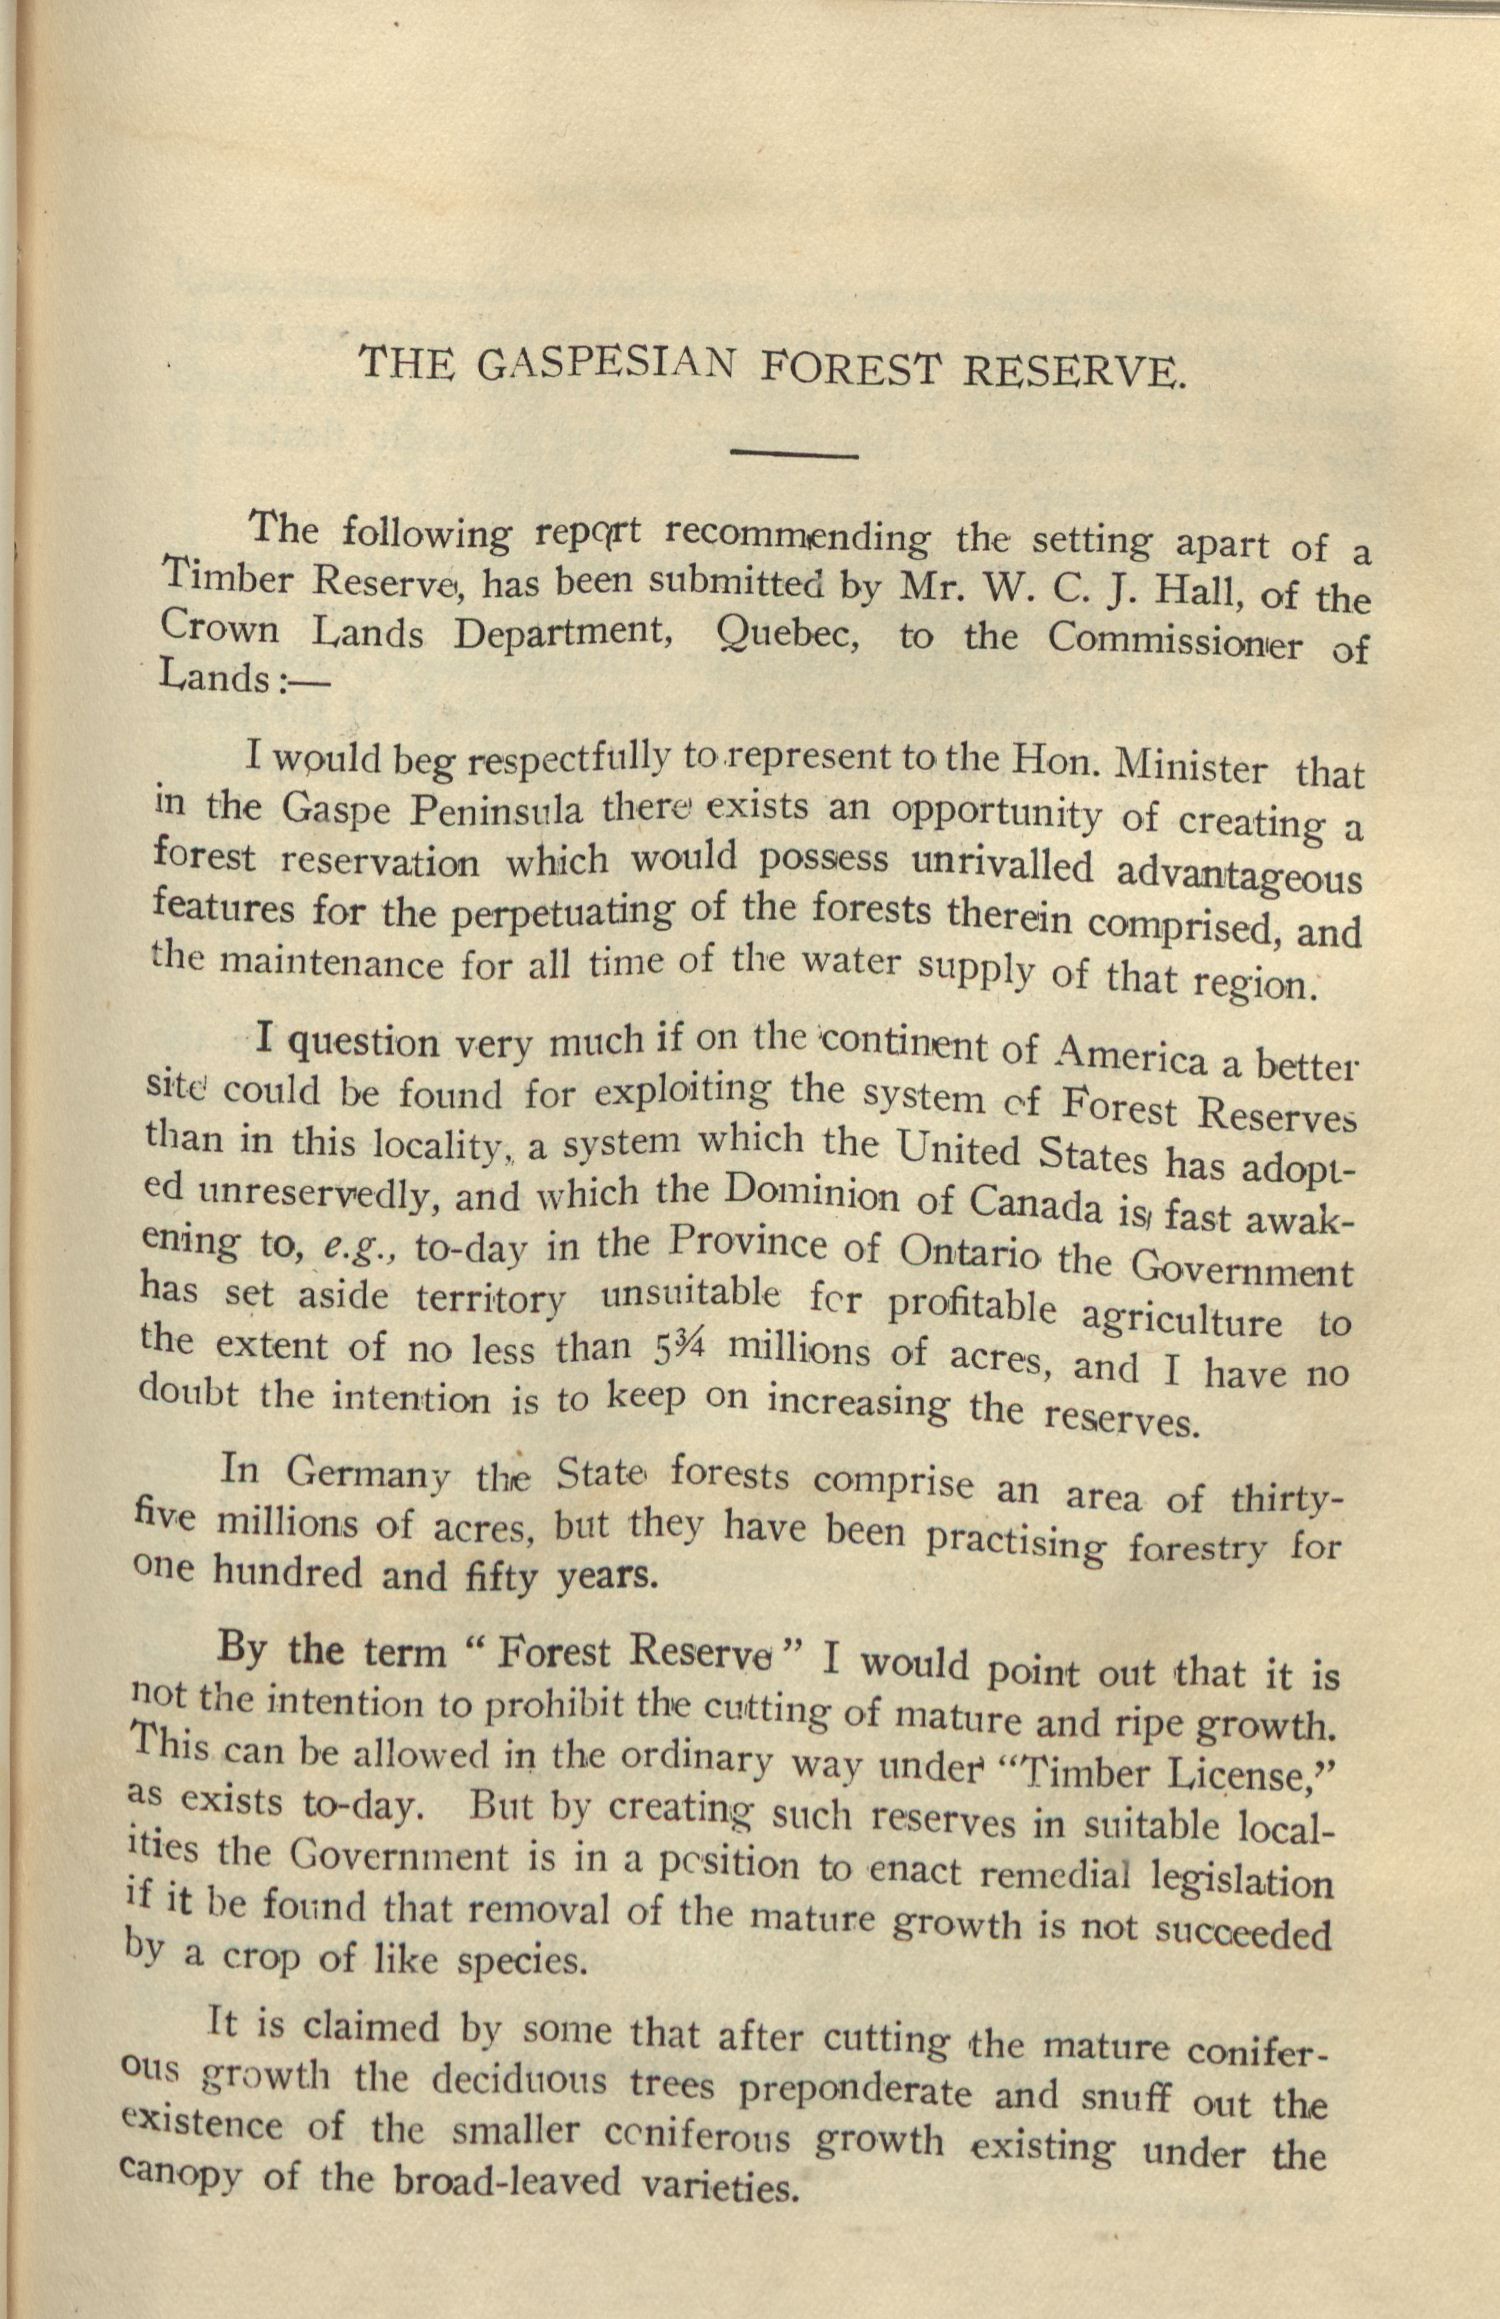 THE GASPESIAN FOREST RESERVE.
The following report recommending the setting apart of a
Timber Reserve, has been submitted by Mr. W. C. J. Hall, of the
Crown Lands Department, Quebec, to the Commissioner of
Lands:—
I would beg respectfully to represent to the Hon. Minister that
in the Gaspe Peninsula there exists an opportunity of creating a
forest reservation which would possess unrivalled advantageous
features for the perpetuating of the forests therein comprised, and
the maintenance for all time of the water supply of that region.
I question very much if on the continent of America a better
site could be found for exploiting the system of Forest Reserves
than in this locality, a system which the United States has adopt-
ed unreservedly, and which the Dominion of Canada is fast awak-
ening to, e.g., to-day in the Province of Ontario the Government
has set aside territory unsuitable for profitable agriculture to
the extent of no less than 5¾ millions of acres, and I have no
doubt the intention is to keep on increasing the reserves.
In Germany the State forests comprise an area of thirty-
five millions of acres, but they have been practising forestry for
one hundred and fifty years.
By the term “ Forest Reserve ” I would point out that it is
not the intention to prohibit the cutting of mature and ripe growth.
This can be allowed in the ordinary way under “Timber License,”
as exists to-day. But by creating such reserves in suitable local-
ities the Government is in a position to enact remedial legislation
if it be found that removal of the mature growth is not succeeded
by a crop of like species.
It is claimed by some that after cutting the mature conifer-
ous growth the deciduous trees preponderate and snuff out the
existence of the smaller coniferous growth existing under the
canopy of the broad-leaved varieties.